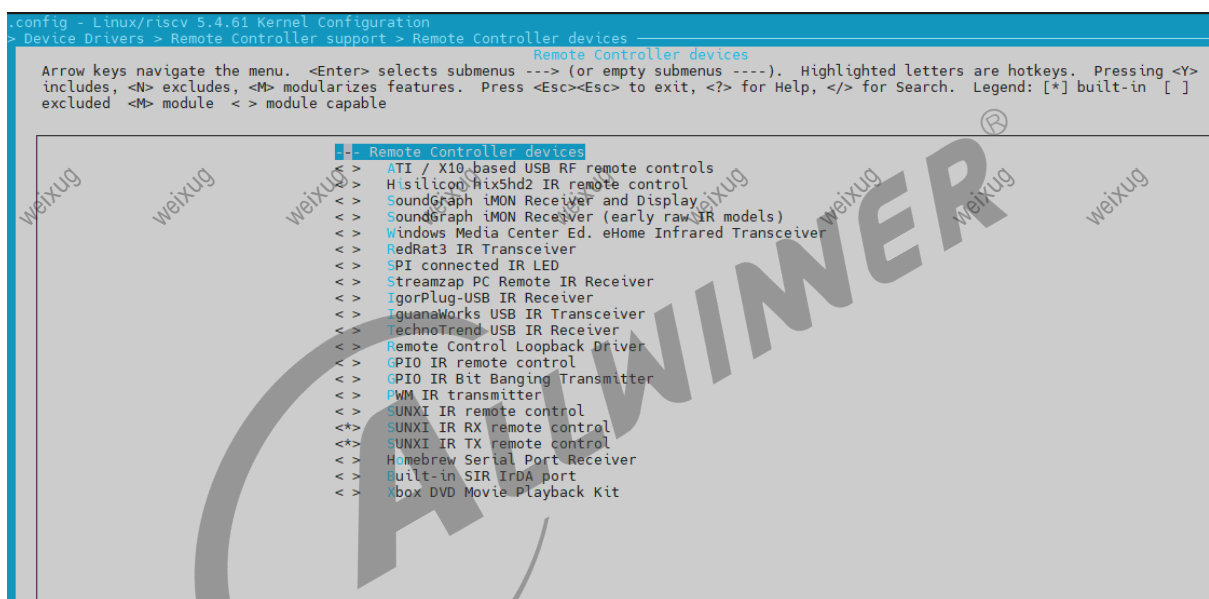 .config - Linux/riscv 5.4.61 Kernel Configuration
> Device Drivers > Remote Controller support > Remote Controller devices
Remote Controller devices
Arrow keys navigate the menu.  <Enter> selects submenus ---> (or empty submenus ----).  Highlighted letters are hotkeys.  Pressing <Y>
includes, <N> excludes, <M> modularizes features.  Press <Esc><Esc> to exit, <?> for Help, </> for Search.  Legend: [*] built-in  [ ]
excluded  <M> module  < > module capable
--- Remote Controller devices
< >   ATI / X10 based USB RF remote controls
< >   Hisilicon hix5hd2 IR remote control
< >   SoundGraph iMON Receiver and Display
< >   SoundGraph iMON Receiver (early raw IR models)
< >   Windows Media Center Ed. eHome Infrared Transceiver
< >   RedRat3 IR Transceiver
< >   SPI connected IR LED
< >   Streamzap PC Remote IR Receiver
< >   IgorPlug-USB IR Receiver
< >   IguanaWorks USB IR Transceiver
< >   TechnoTrend USB IR Receiver
< >   Remote Control Loopback Driver
< >   GPIO IR remote control
< >   GPIO IR Bit Banging Transmitter
< >   PWM IR transmitter
< >   SUNXI IR remote control
<*>   SUNXI IR RX remote control
<*>   SUNXI IR TX remote control
< >   Homebrew Serial Port Receiver
< >   Built-in SIR IrDA port
< >   Xbox DVD Movie Playback Kit
weixug weixug weixug weixug weixug weixug weixug weixug weixug
ALLWINNER ®